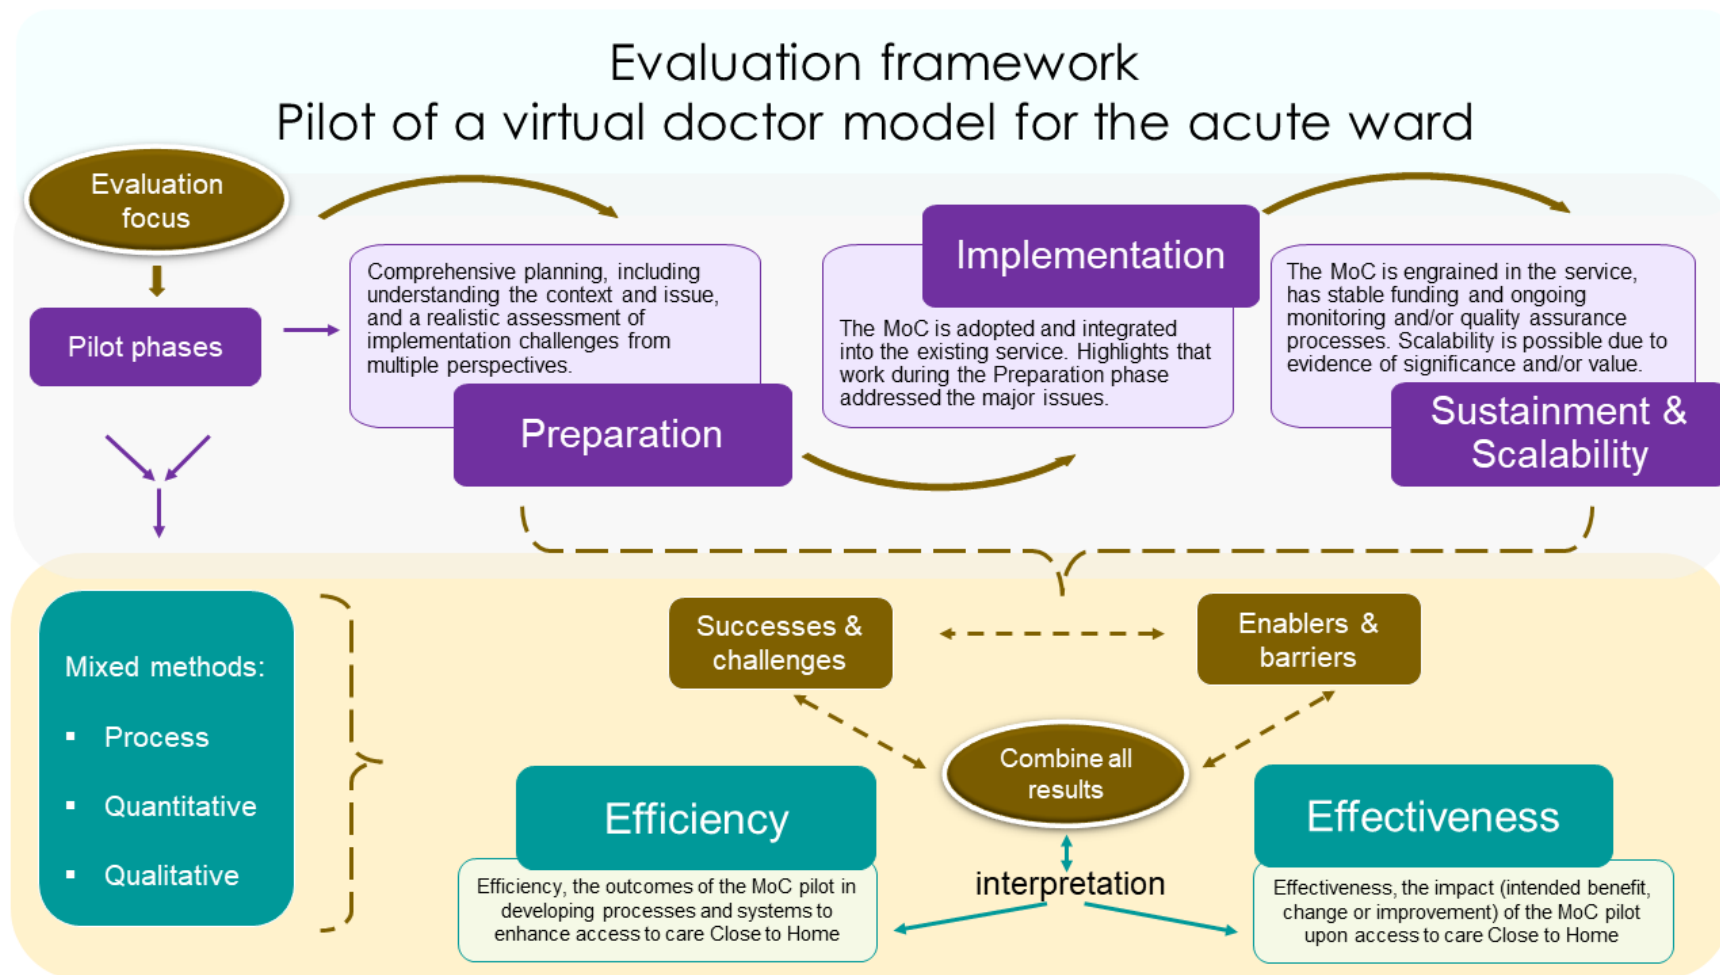 Evaluation framework
Pilot of a virtual doctor model for the acute ward
Evaluation
focus
Pilot phases
Comprehensive planning, including
understanding the context and issue,
and a realistic assessment of
implementation challenges from
multiple perspectives.
Preparation
Implementation
The MoC is adopted and integrated
into the existing service. Highlights that
work during the Preparation phase
addressed the major issues.
The MoC is engrained in the service,
has stable funding and ongoing
monitoring and/or quality assurance
processes. Scalability is possible due to
evidence of significance and/or value.
Sustainment &
Scalability
Mixed methods:
▪ Process
▪ Quantitative
▪ Qualitative
Successes &
challenges
Enablers &
barriers
Combine all
results
interpretation
Efficiency
Efficiency, the outcomes of the MoC pilot in
developing processes and systems to
enhance access to care Close to Home
Effectiveness
Effectiveness, the impact (intended benefit,
change or improvement) of the MoC pilot
upon access to care Close to Home